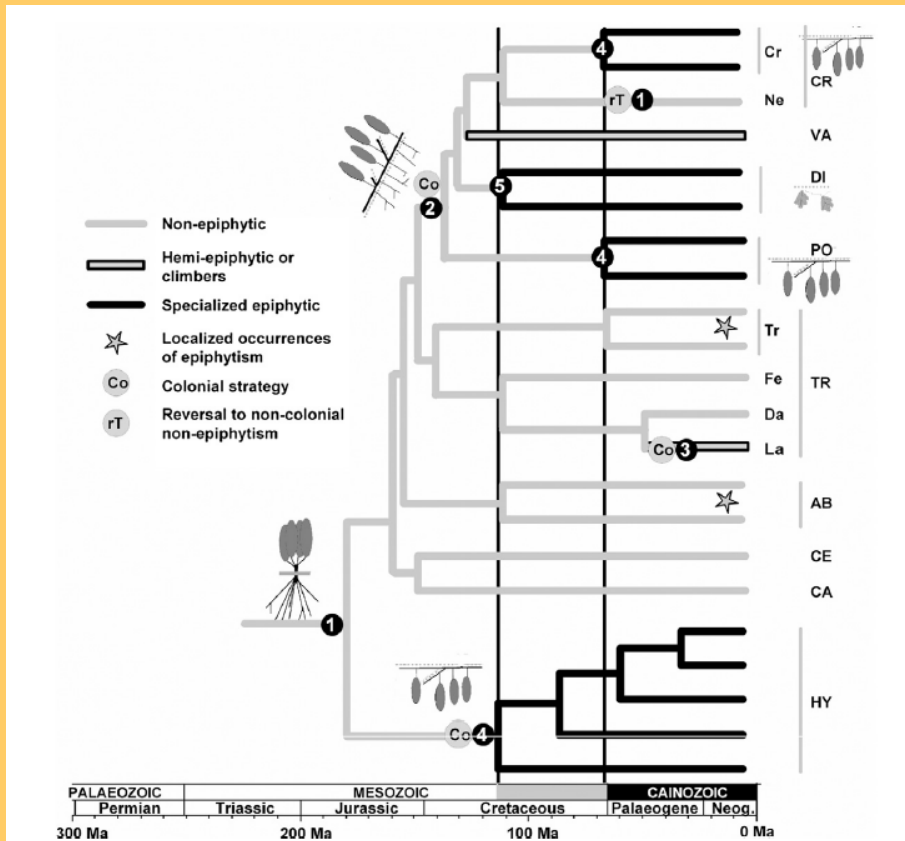 4
Cr
CR
rT 1
Ne
VA
Co
5
DI
2
Non-epiphytic
4
PO
Hemi-epiphytic or
climbers
Specialized epiphytic
Tr
Localized occurrences
of epiphytism
Fe
TR
Co
Colonial strategy
Da
rT
Reversal to non-colonial
non-epiphytism
Co 3
La
AB
CE
CA
1
HY
Co 4
PALAEOZOIC MESOZOIC CAINOZOIC
Permian Triassic Jurassic Cretaceous Palaeogene Neog.
300 Ma 200 Ma 100 Ma 0 Ma